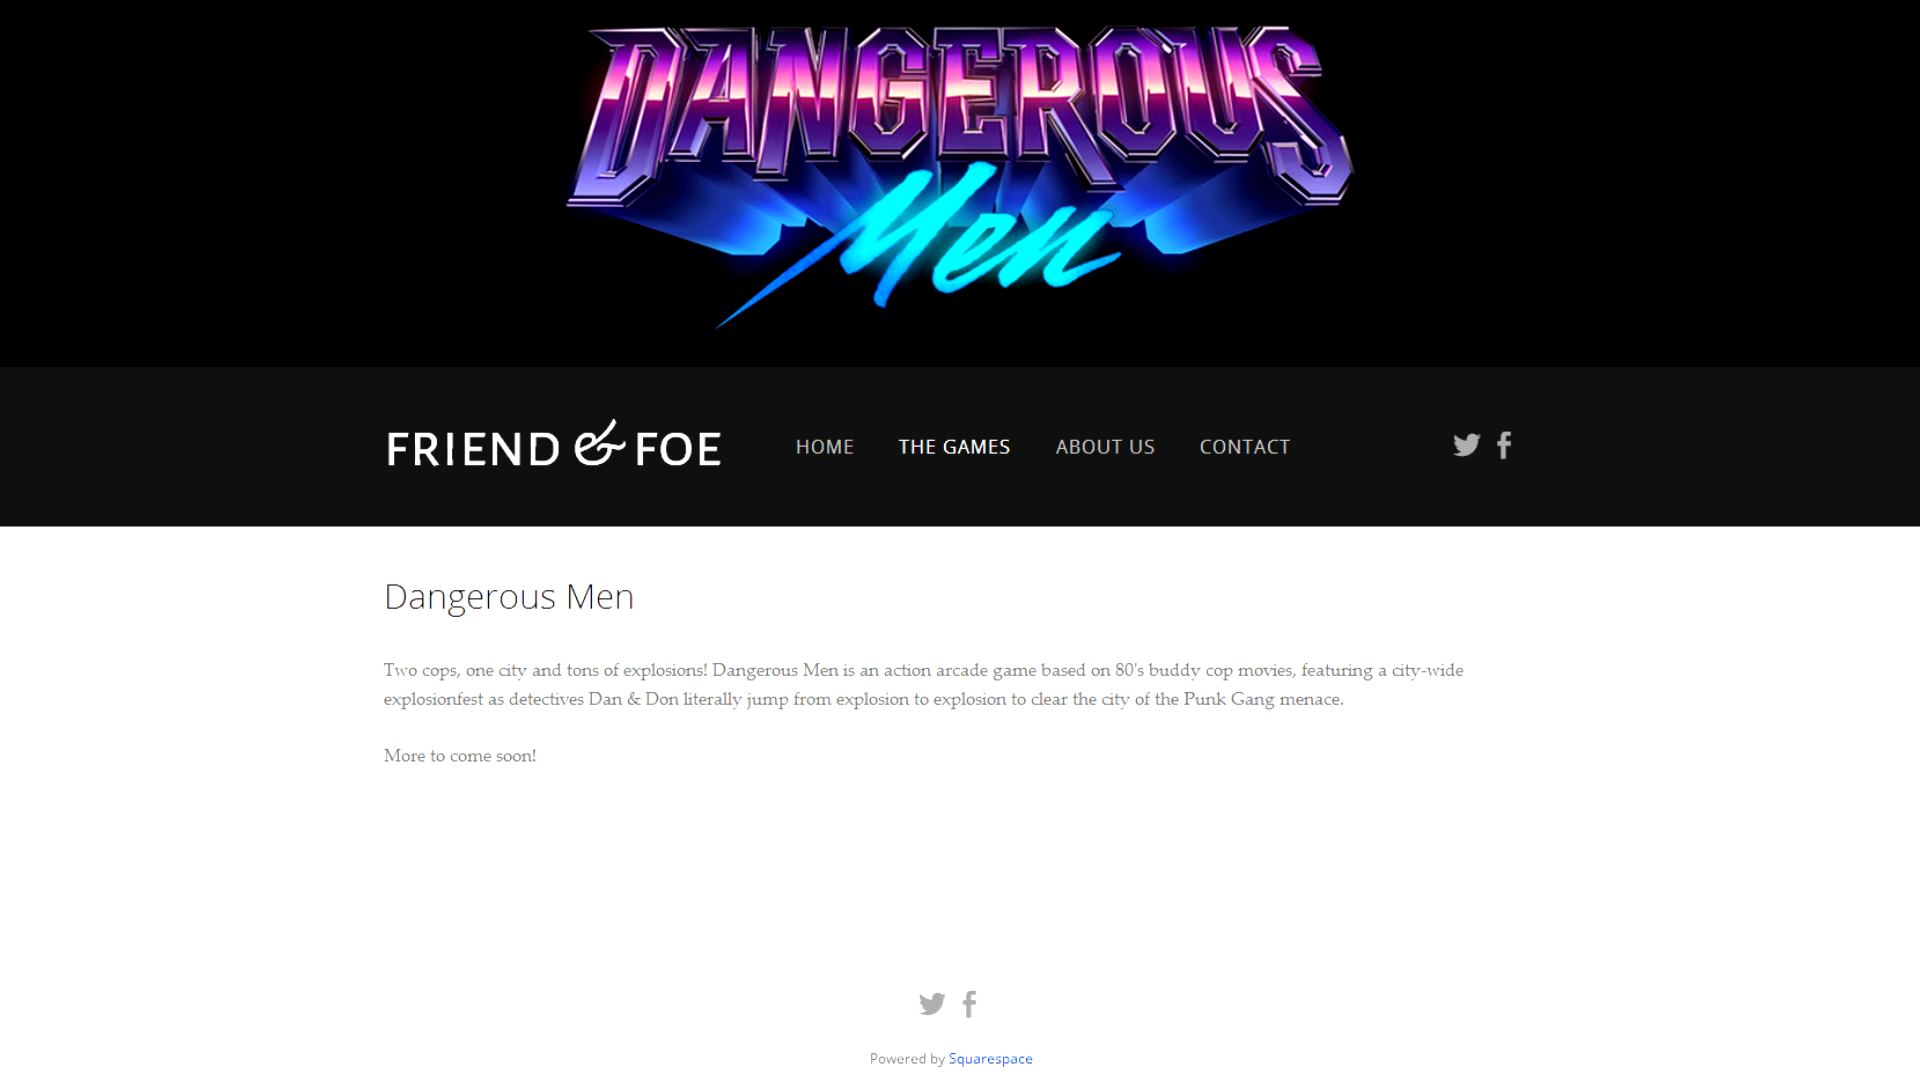 DANGEROUS
Men
FRIEND & FOE
HOME THE GAMES ABOUT US CONTACT
Dangerous Men
Two cops, one city and tons of explosions! Dangerous Men is an action arcade game based on 80's buddy cop movies, featuring a city-wide
explosionfest as detectives Dan & Don literally jump from explosion to explosion to clear the city of the Punk Gang menace.
More to come soon!
Powered by Squarespace